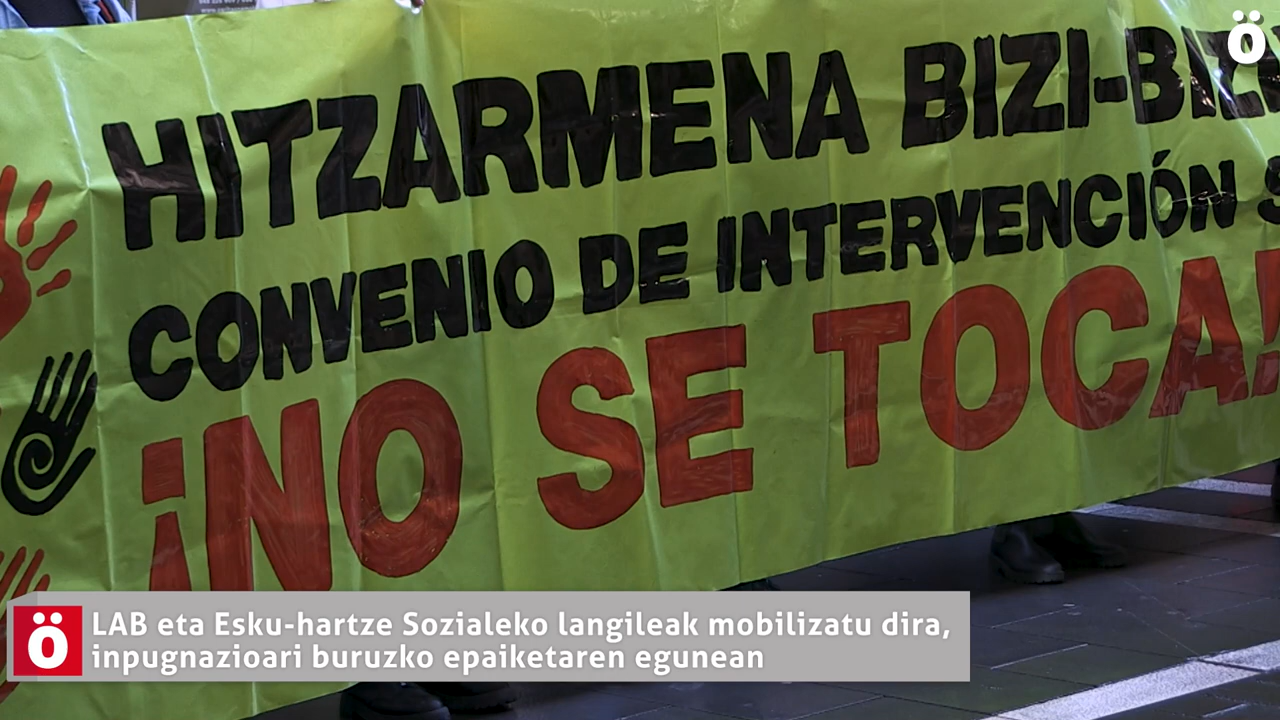 HITZARMENA BIZI-BIZI
CONVENIO DE INTERVENCIÓN S
¡NO SE TOCA!
ö
ö
LAB eta Esku-hartze Sozialeko langileak mobilizatu dira,
inpugnazioari buruzko epaiketaren egunean